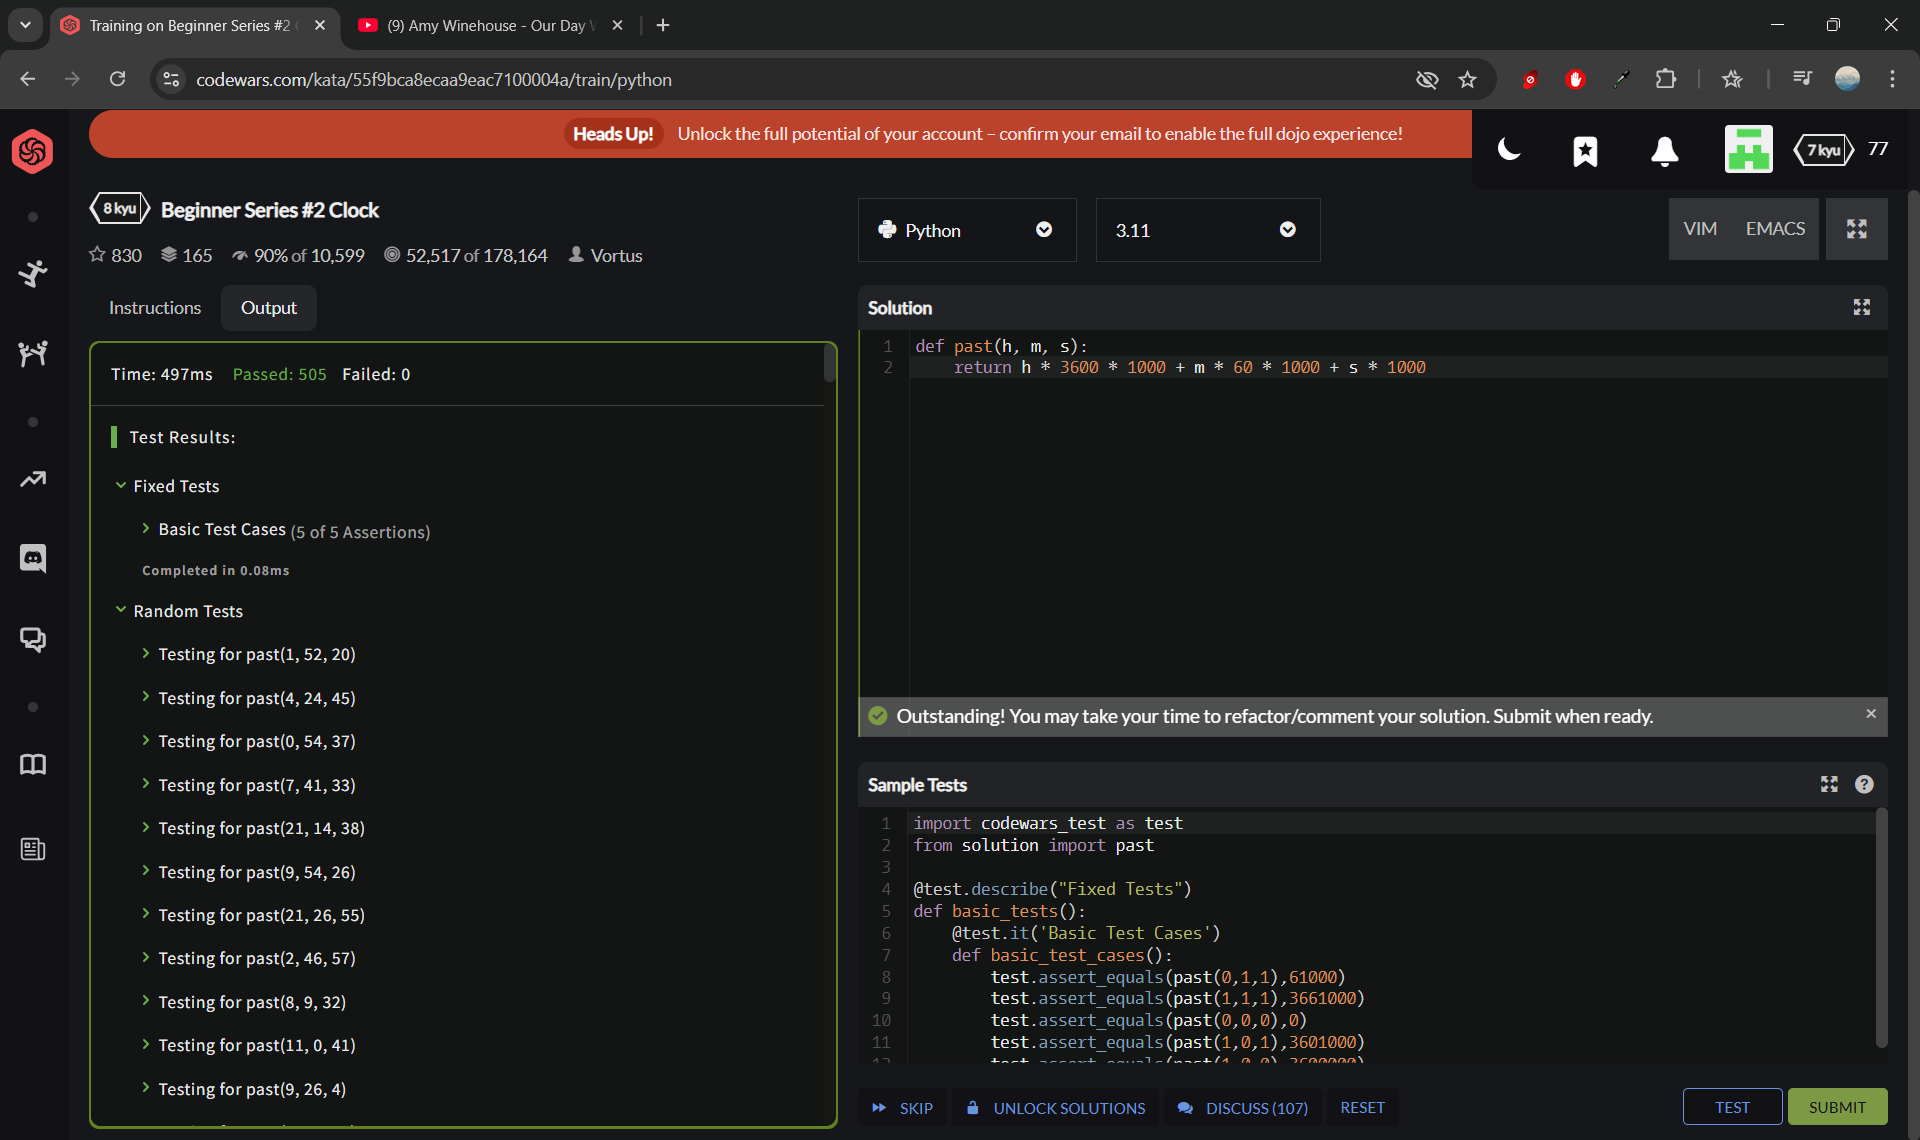 Training on Beginner Series #2
(9) Amy Winehouse - Our Day
codewars.com/kata/55f9bca8ecaa9eac7100004a/train/python
Heads Up! Unlock the full potential of your account – confirm your email to enable the full dojo experience!
7 kyu 77
8 kyu Beginner Series #2 Clock
830 165 90% of 10,599 52,517 of 178,164 Vortus
Python
3.11
VIM EMACS
Instructions Output
Time: 497ms Passed: 505 Failed: 0
Test Results:
Fixed Tests
Basic Test Cases (5 of 5 Assertions)
Completed in 0.08ms
Random Tests
Testing for past(1, 52, 20)
Testing for past(4, 24, 45)
Testing for past(0, 54, 37)
Testing for past(7, 41, 33)
Testing for past(21, 14, 38)
Testing for past(9, 54, 26)
Testing for past(21, 26, 55)
Testing for past(2, 46, 57)
Testing for past(8, 9, 32)
Testing for past(11, 0, 41)
Testing for past(9, 26, 4)
Solution
1 def past(h, m, s):
2 return h * 3600 * 1000 + m * 60 * 1000 + s * 1000
Outstanding! You may take your time to refactor/comment your solution. Submit when ready.
Sample Tests
1 import codewars_test as test
2 from solution import past
3
4 @test.describe("Fixed Tests")
5 def basic_tests():
6 @test.it('Basic Test Cases')
7 def basic_test_cases():
8 test.assert_equals(past(0,1,1),61000)
9 test.assert_equals(past(1,1,1),3661000)
10 test.assert_equals(past(0,0,0),0)
11 test.assert_equals(past(1,0,1),3601000)
SKIP UNLOCK SOLUTIONS DISCUSS (107) RESET
TEST SUBMIT